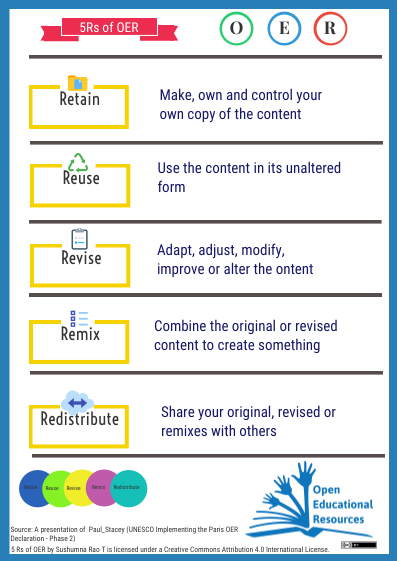 5Rs of OER
O E R
Retain
Make, own and control your
own copy of the content
Reuse
Use the content in its unaltered
form
Revise
Adapt, adjust, modify,
improve or alter the ontent
Remix
Combine the original or revised
content to create something
Redistribute
Share your original, revised or
remixes with others
Retain Reuse Revise Remix Redistribute
Open
Educational
Resources
Source: A presentation of Paul_Stacey (UNESCO Implementing the Paris OER
Declaration - Phase 2)
5 Rs of OER by Sushumna Rao T is licensed under a Creative Commons Attribution 4.0 International License.